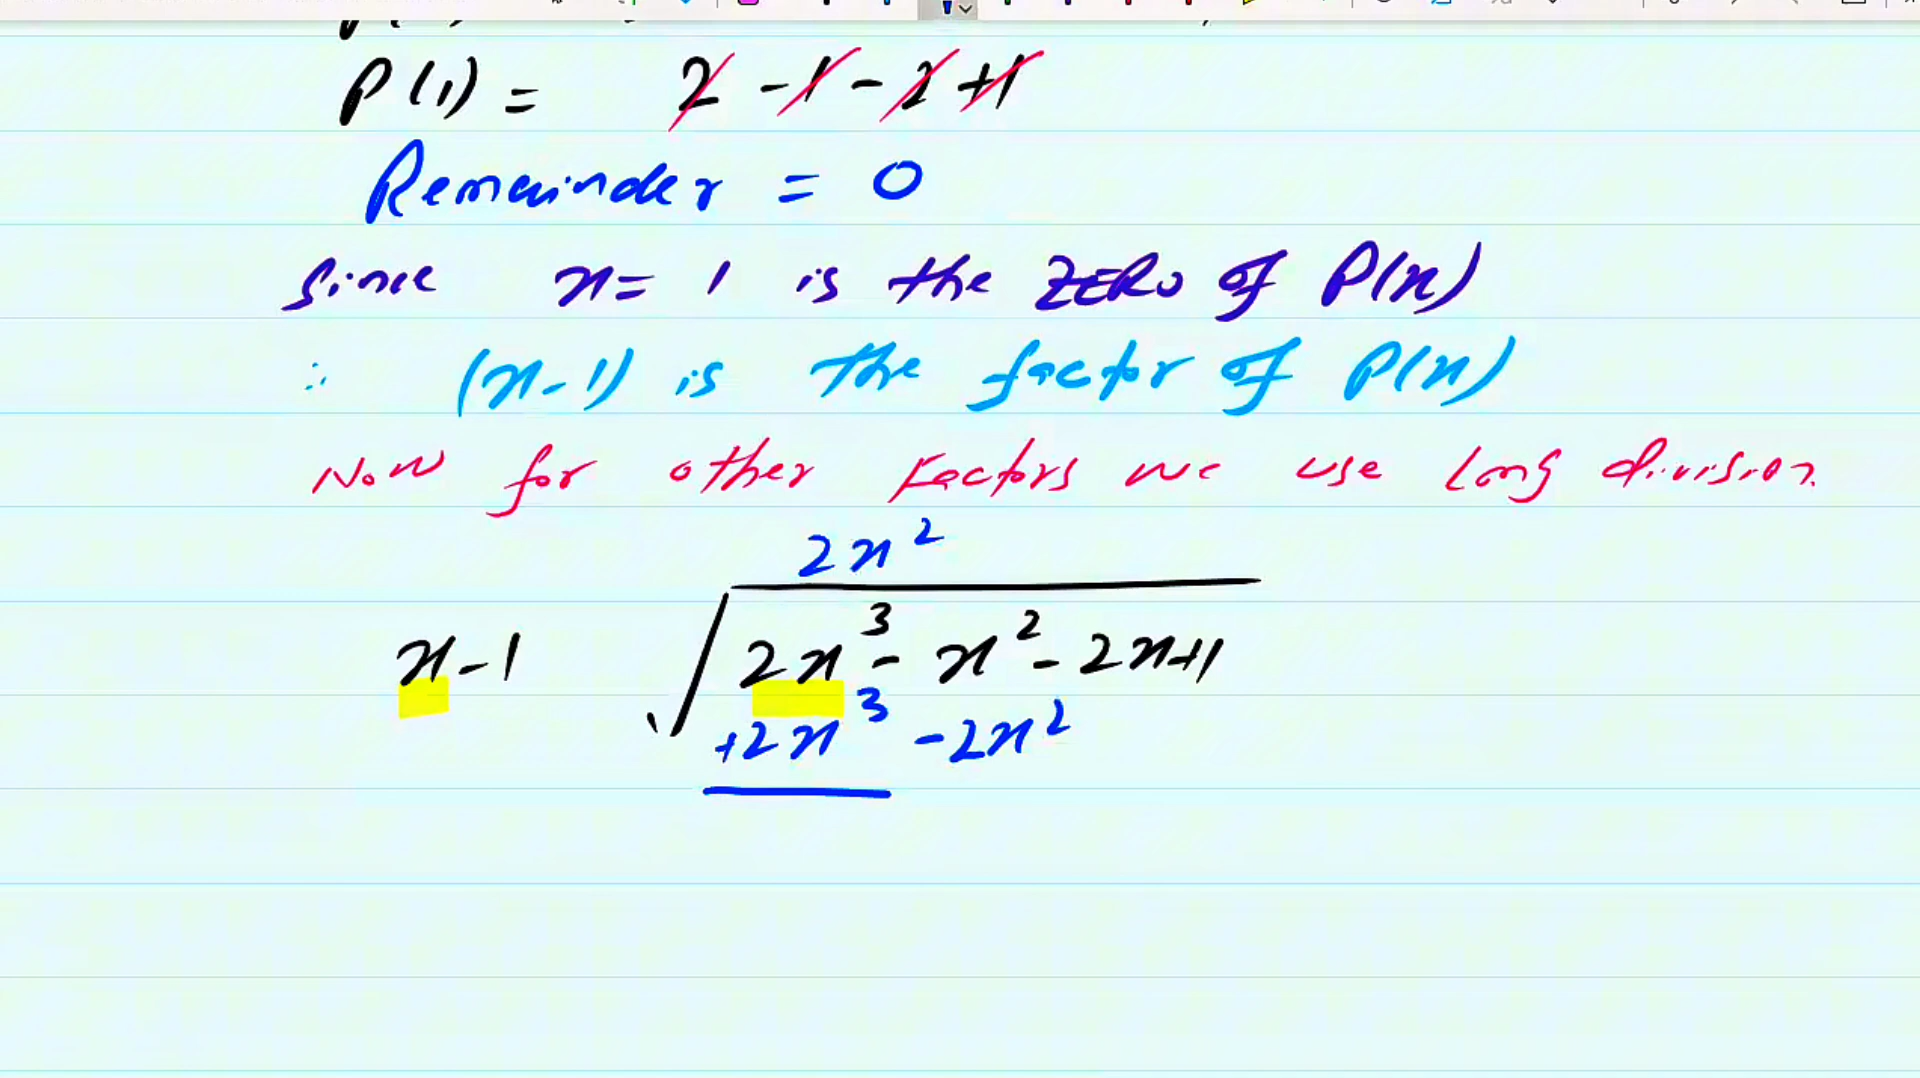 P(1) = 2 - 1 - 2 + 1
Remainder = 0
Since x = 1 is the ZERO of P(x)
∴ (x-1) is the factor of P(x)
Now for other Factors we use long division.
2x²
x-1 √ 2x³ - x² - 2x+1
+2x³ - 2x²